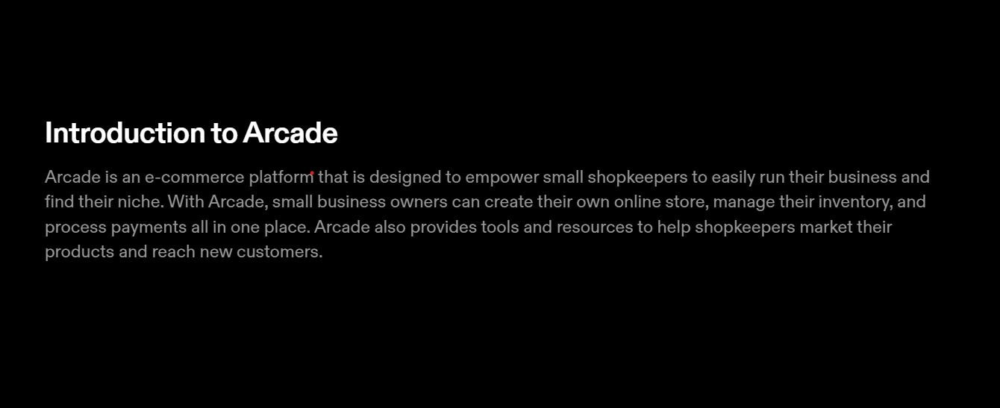 Introduction to Arcade
Arcade is an e-commerce platform that is designed to empower small shopkeepers to easily run their business and
find their niche. With Arcade, small business owners can create their own online store, manage their inventory, and
process payments all in one place. Arcade also provides tools and resources to help shopkeepers market their
products and reach new customers.